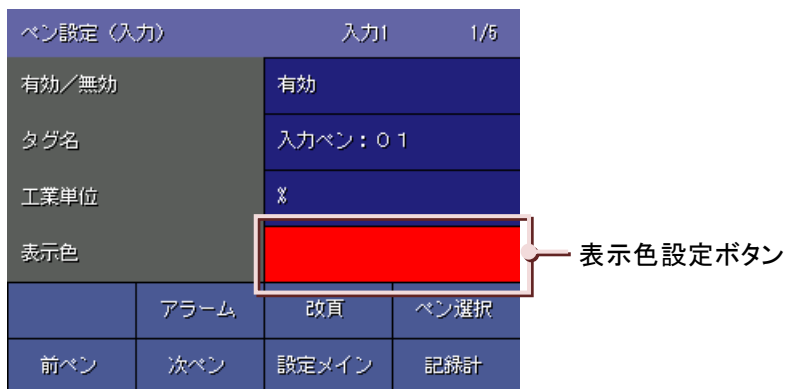 ペン設定（入力） 入力1 1/5
有効／無効 有効
タグ名 入力ペン：０１
工業単位 %
表示色
表示色設定ボタン
アラーム 改頁 ペン選択
前ペン 次ペン 設定メイン 記録計